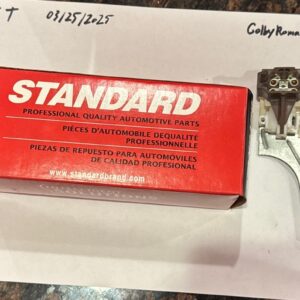 T 03/25/2025
STANDARD
PROFESSIONAL QUALITY AUTOMOTIVE PARTS
PIÈCES D'AUTOMOBILE DEQUALITÉ
PROFESSIONNELLE
PIEZAS DE REPUESTO PARA AUTOMOVILES
DE CALIDAD PROFESIONAL
www.standardbrand.com